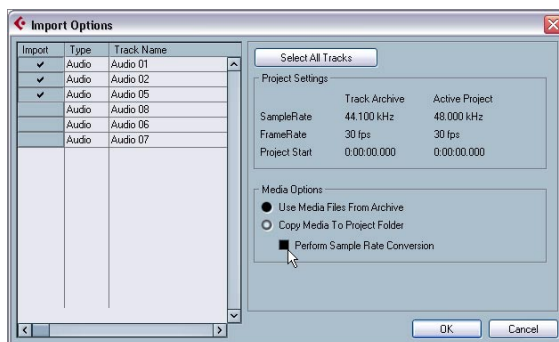 Import Options
Import Type Track Name
Audio Audio 01
Audio Audio 02
Audio Audio 05
Audio Audio 08
Audio Audio 06
Audio Audio 07
Select All Tracks
Project Settings
Track Archive Active Project
SampleRate 44.100 kHz 48.000 kHz
FrameRate 30 fps 30 fps
Project Start 0:00:00.000 0:00:00.000
Media Options
Use Media Files From Archive
Copy Media To Project Folder
Perform Sample Rate Conversion
OK Cancel